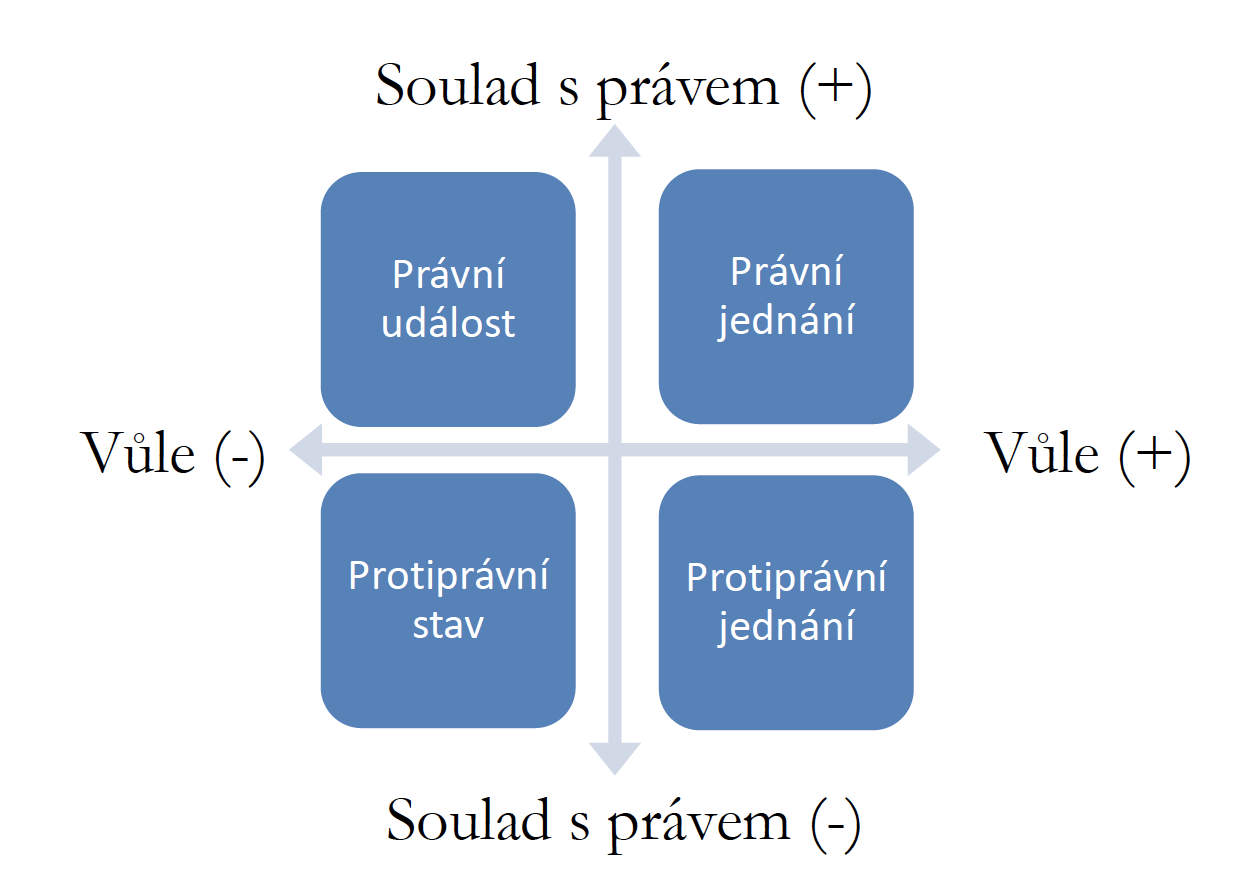 Soulad s právem (+)
Právní
událost
Právní
jednání
Vůle (-)
Vůle (+)
Protiprávní
stav
Protiprávní
jednání
Soulad s právem (-)